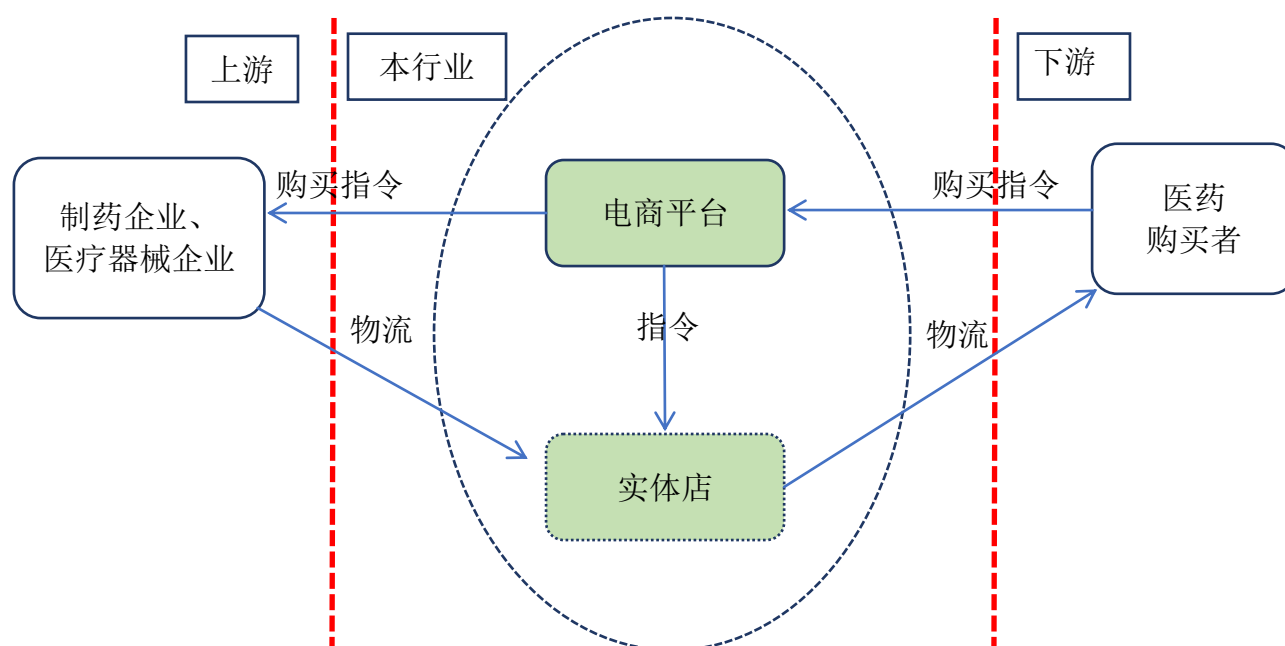 上游
本行业
下游
购买指令
购买指令
制药企业、
医疗器械企业
电商平台
医药
购买者
物流
指令
物流
实体店